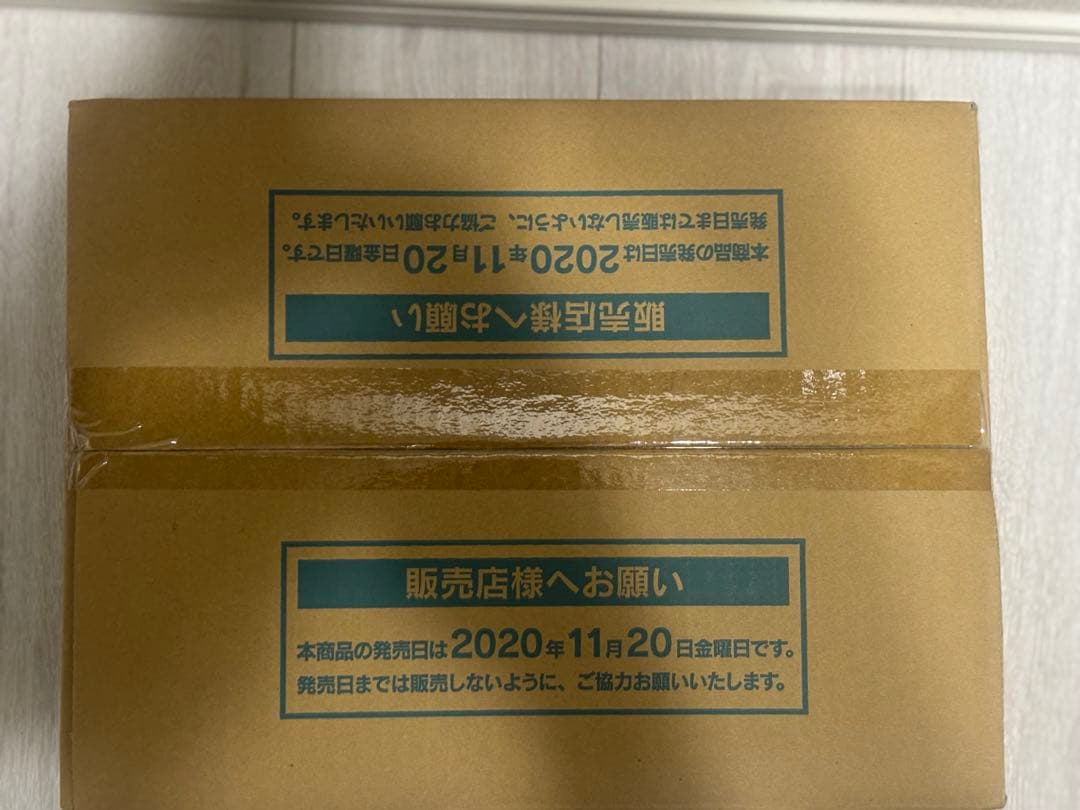 販売店様へお願い
本商品の発売日は2020年11月20日金曜日です。
発売日までは販売しないように、ご協力お願いいたします。
販売店様へお願い
本商品の発売日は2020年11月20日金曜日です。
発売日までは販売しないように、ご協力お願いいたします。